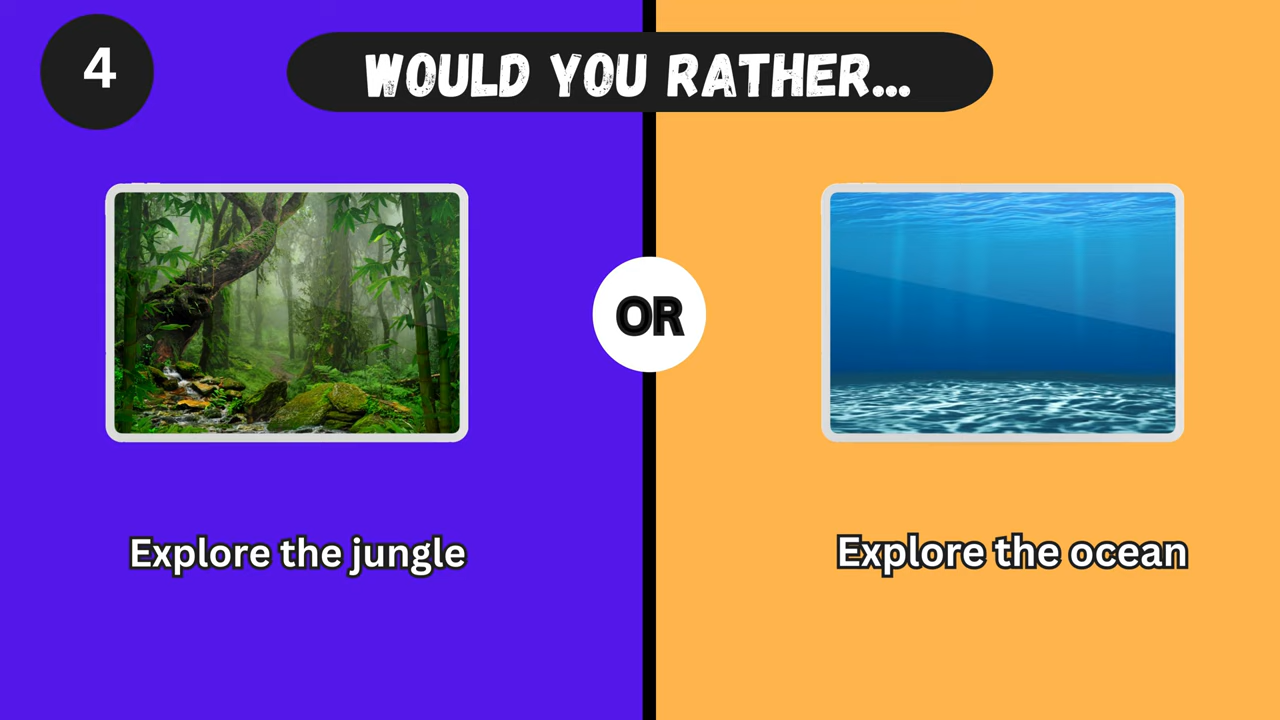 4
WOULD YOU RATHER...
OR
Explore the jungle
Explore the ocean